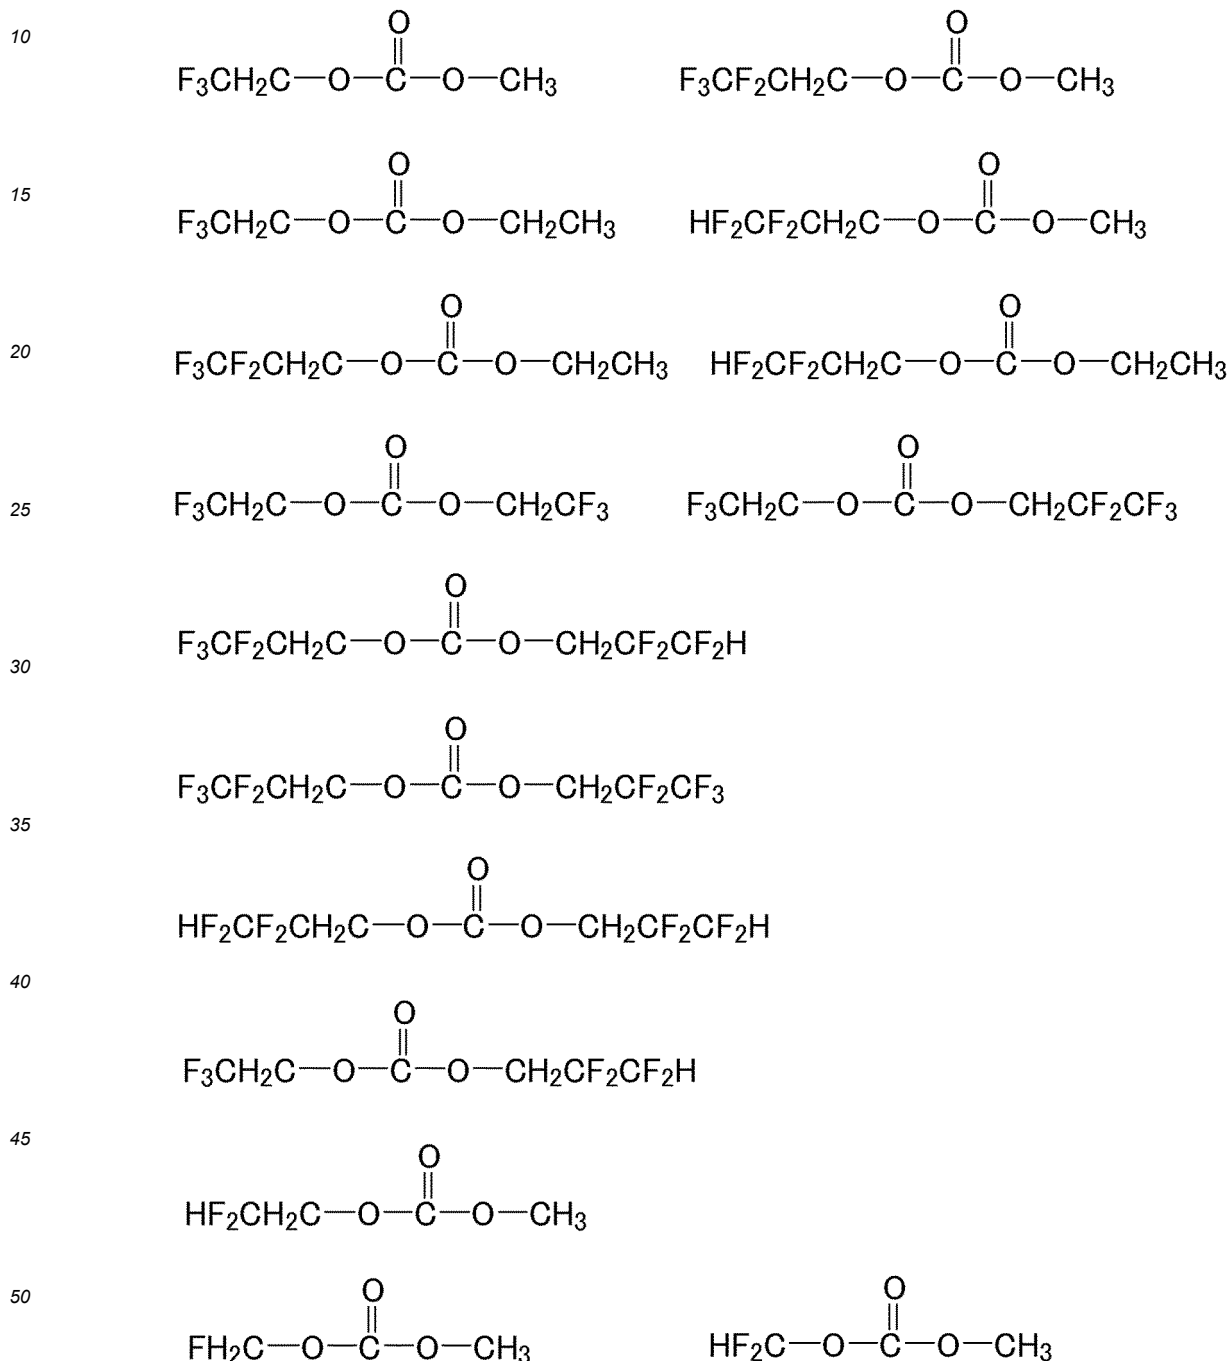 10
O O
F₃CH₂C—O—C—O—CH₃ F₃CF₂CH₂C—O—C—O—CH₃
15
O O
F₃CH₂C—O—C—O—CH₂CH₃ HF₂CF₂CH₂C—O—C—O—CH₃
20
O O
F₃CF₂CH₂C—O—C—O—CH₂CH₃ HF₂CF₂CH₂C—O—C—O—CH₂CH₃
25
O O
F₃CH₂C—O—C—O—CH₂CF₃ F₃CH₂C—O—C—O—CH₂CF₂CF₃
O
F₃CF₂CH₂C—O—C—O—CH₂CF₂CF₂H
30
O
F₃CF₂CH₂C—O—C—O—CH₂CF₂CF₃
35
O
HF₂CF₂CH₂C—O—C—O—CH₂CF₂CF₂H
40
O
F₃CH₂C—O—C—O—CH₂CF₂CF₂H
45
O
HF₂CH₂C—O—C—O—CH₃
50
O O
FH₂C—O—C—O—CH₃ HF₂C—O—C—O—CH₃